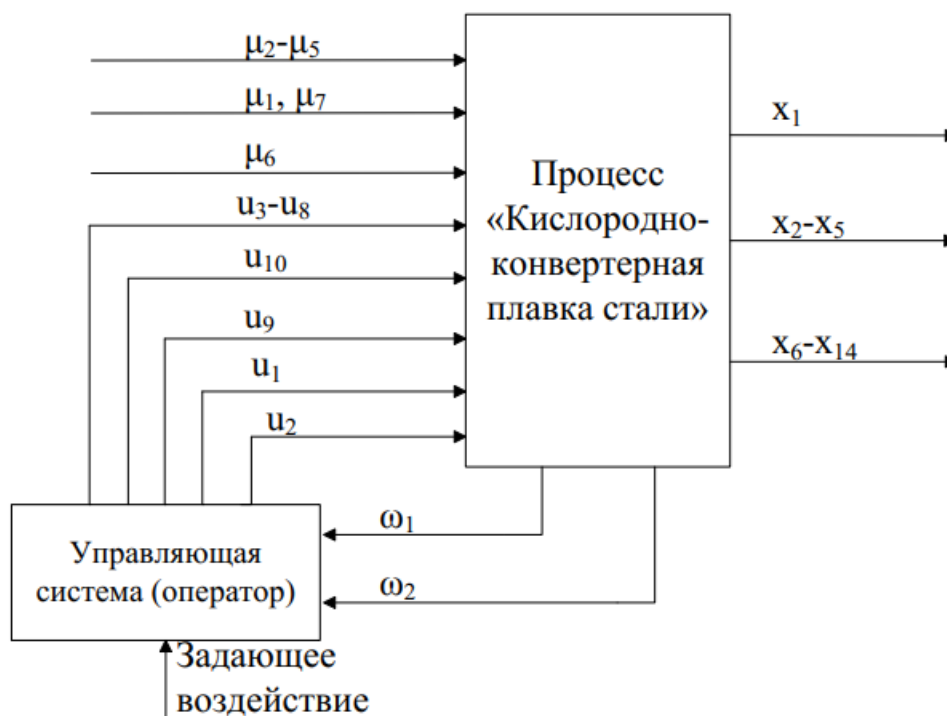 μ₂-μ₅
μ₁, μ₇
μ₆
u₃-u₈
u₁₀
u₉
u₁
u₂
Процесс
«Кислородно-
конвертерная
плавка стали»
x₁
x₂-x₅
x₆-x₁₄
ω₁
ω₂
Управляющая
система (оператор)
Задающее
воздействие